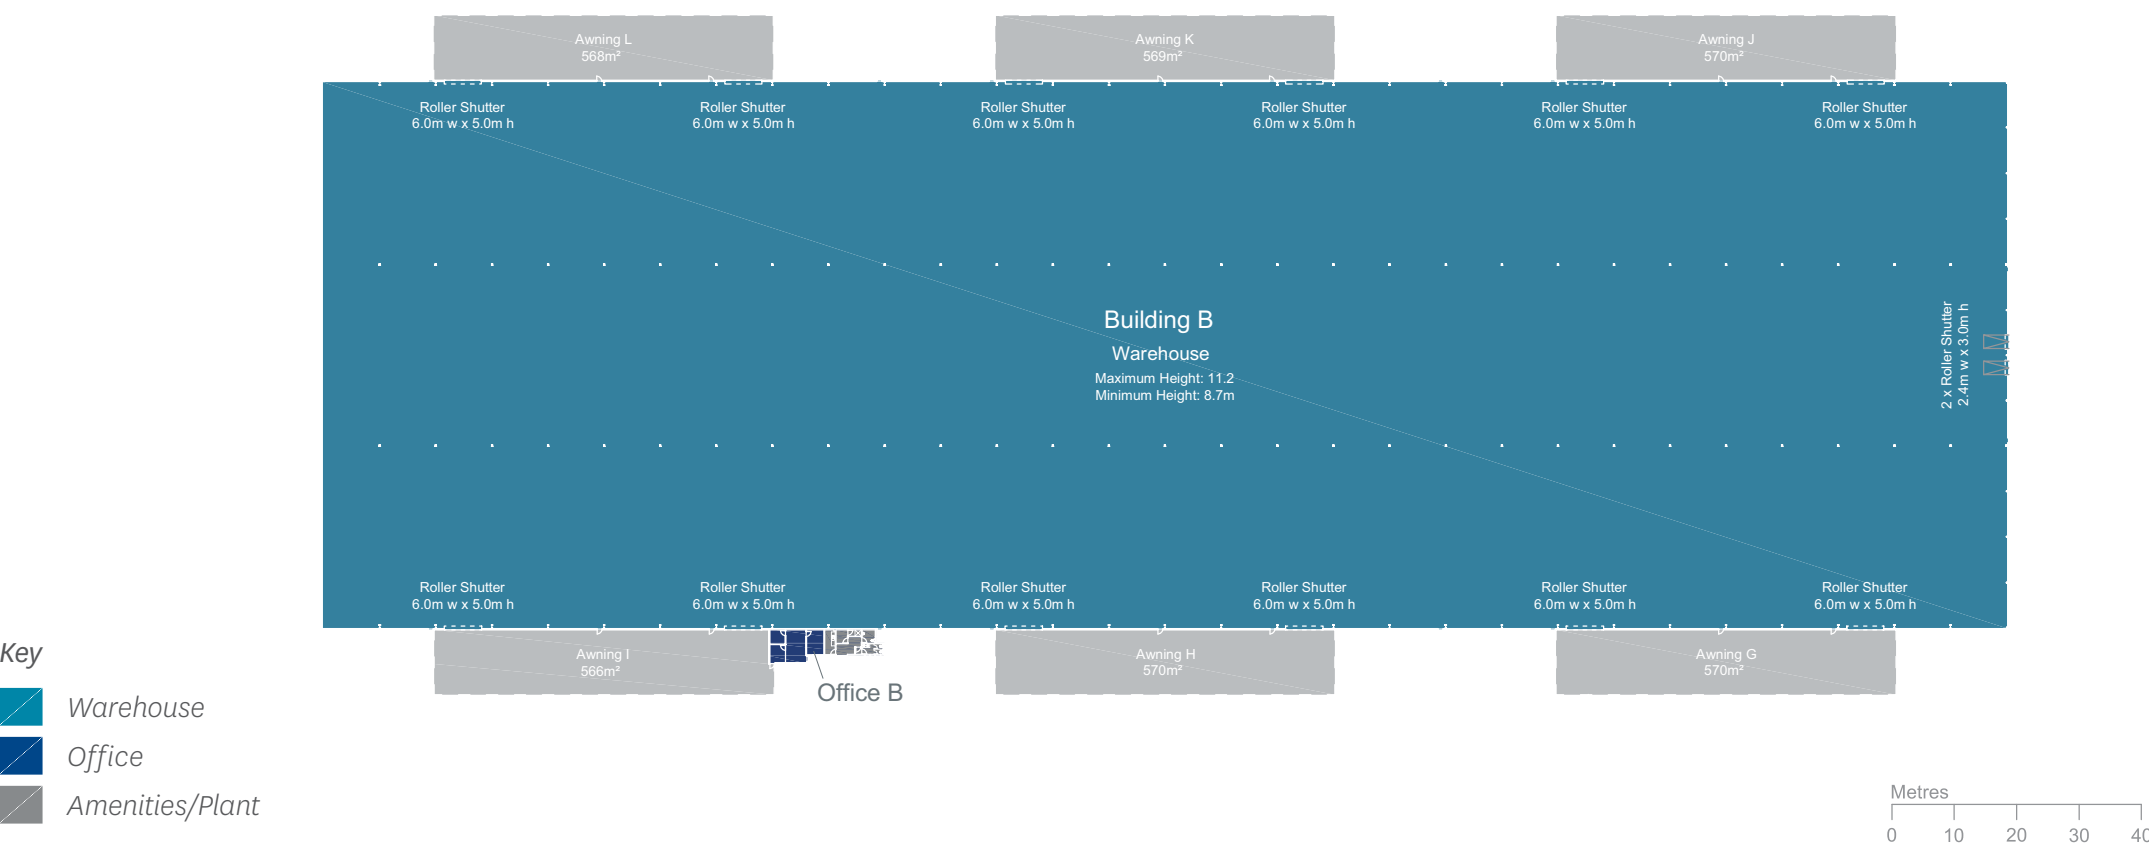 Awning L
568m²
Awning K
569m²
Awning J
570m²
Roller Shutter
6.0m w x 5.0m h
Roller Shutter
6.0m w x 5.0m h
Roller Shutter
6.0m w x 5.0m h
Roller Shutter
6.0m w x 5.0m h
Roller Shutter
6.0m w x 5.0m h
Roller Shutter
6.0m w x 5.0m h
Building B
Warehouse
Maximum Height: 11.2
Minimum Height: 8.7m
2 x Roller Shutter
2.4m w x 3.0m h
Roller Shutter
6.0m w x 5.0m h
Roller Shutter
6.0m w x 5.0m h
Roller Shutter
6.0m w x 5.0m h
Roller Shutter
6.0m w x 5.0m h
Roller Shutter
6.0m w x 5.0m h
Roller Shutter
6.0m w x 5.0m h
Awning I
566m²
Office B
Awning H
570m²
Awning G
570m²
Key
Warehouse
Office
Amenities/Plant
Metres
0 10 20 30 40